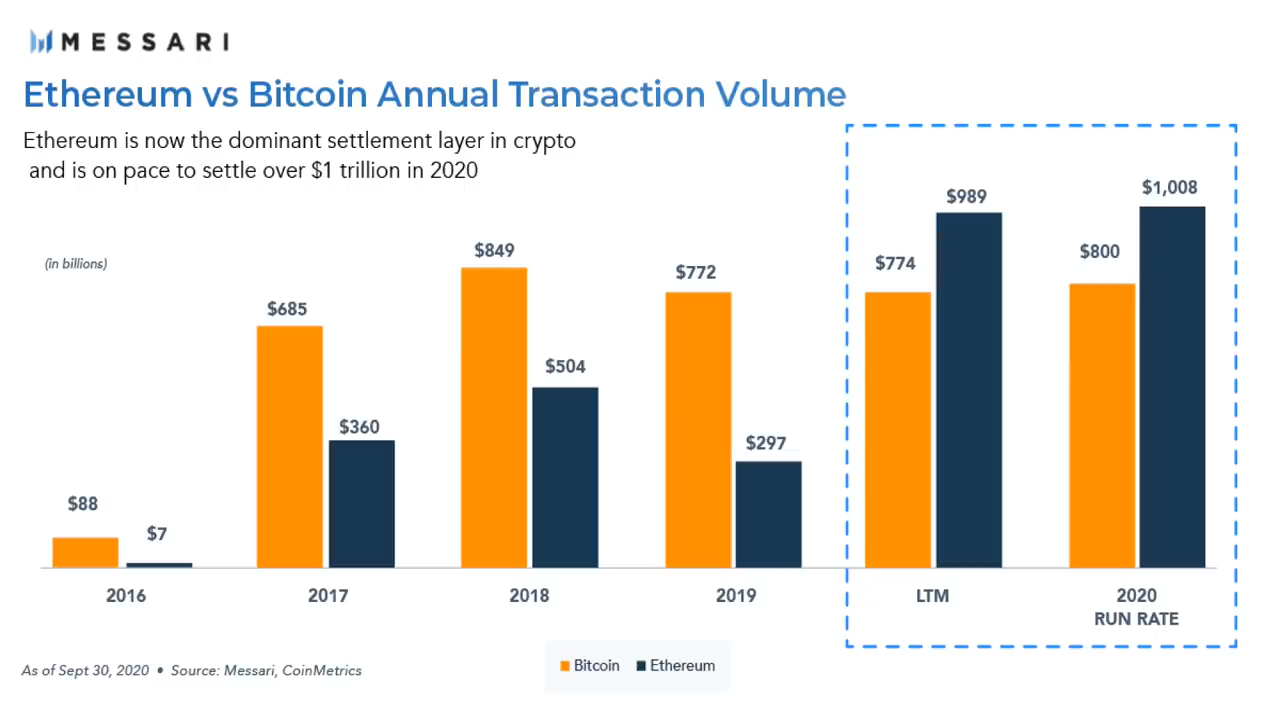 MESSARI
Ethereum vs Bitcoin Annual Transaction Volume
Ethereum is now the dominant settlement layer in crypto
and is on pace to settle over $1 trillion in 2020
(in billions)
$88
$7
$685
$360
$849
$504
$772
$297
$774
$989
$800
$1,008
2016
2017
2018
2019
LTM
2020
RUN RATE
Bitcoin
Ethereum
As of Sept 30, 2020 • Source: Messari, CoinMetrics